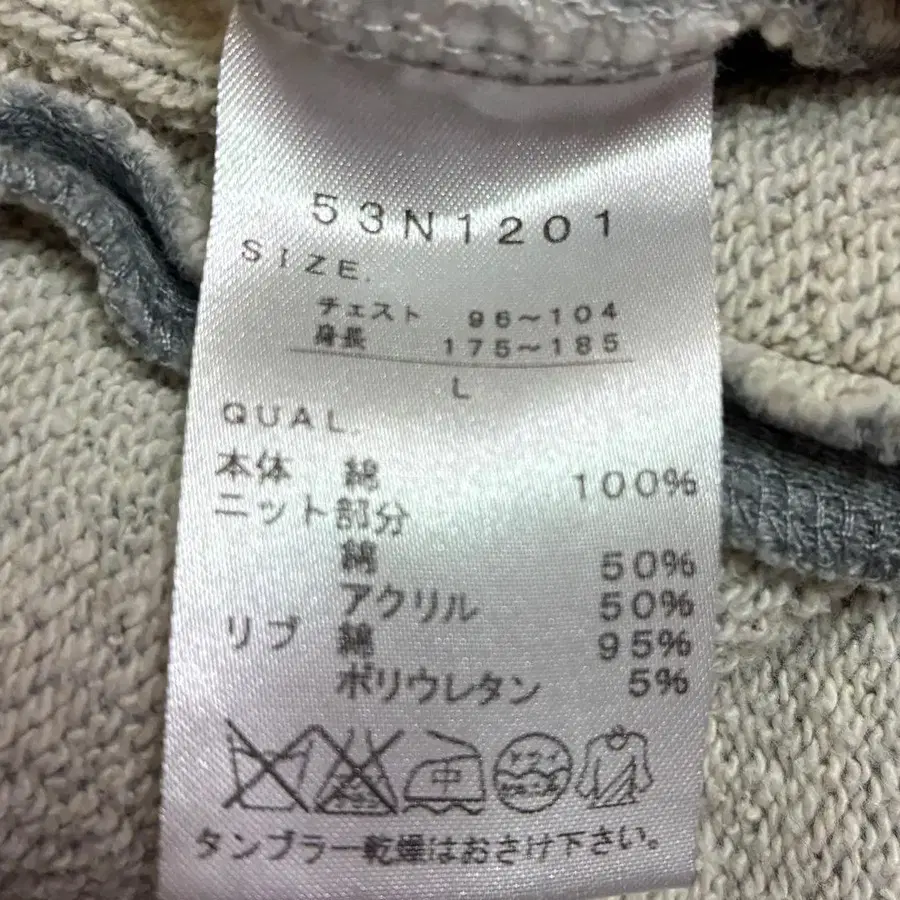 53N1201
SIZE.
チェスト 96～104
身長 175～185
L
QUAL.
本体 綿 100%
ニット部分
綿 50%
アクリル 50%
リブ 綿 95%
ポリウレタン 5%
中
タンブラー乾燥はおさけ下さい。